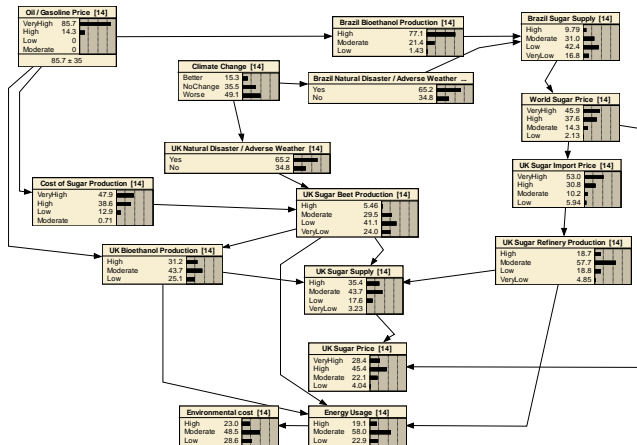 Oil / Gasoline Price [14]
VeryHigh 85.7
High 14.3
Low 0
Moderate 0
85.7 ± 35
Brazil Bioethanol Production [14]
High 77.1
Moderate 21.4
Low 1.43
Brazil Sugar Supply [14]
High 9.79
Moderate 31.0
Low 42.4
VeryLow 16.8
Climate Change [14]
Better 15.3
NoChange 35.5
Worse 49.1
Brazil Natural Disaster / Adverse Weather ...
Yes 65.2
No 34.8
World Sugar Price [14]
VeryHigh 45.9
High 37.6
Moderate 14.3
Low 2.13
UK Natural Disaster / Adverse Weather [14]
Yes 65.2
No 34.8
UK Sugar Import Price [14]
VeryHigh 53.0
High 30.8
Moderate 10.2
Low 5.94
Cost of Sugar Production [14]
VeryHigh 47.9
High 38.6
Low 12.9
Moderate 0.71
UK Sugar Beet Production [14]
High 5.46
Moderate 29.5
Low 41.1
VeryLow 24.0
UK Bioethanol Production [14]
High 31.2
Moderate 43.7
Low 25.1
UK Sugar Refinery Production [14]
High 18.7
Moderate 57.7
Low 18.8
VeryLow 4.85
UK Sugar Supply [14]
High 35.4
Moderate 43.7
Low 17.6
VeryLow 3.23
UK Sugar Price [14]
VeryHigh 28.4
High 45.4
Moderate 22.1
Low 4.04
Environmental cost [14]
High 23.0
Moderate 48.5
Low 28.6
Energy Usage [14]
High 19.1
Moderate 58.0
Low 22.9